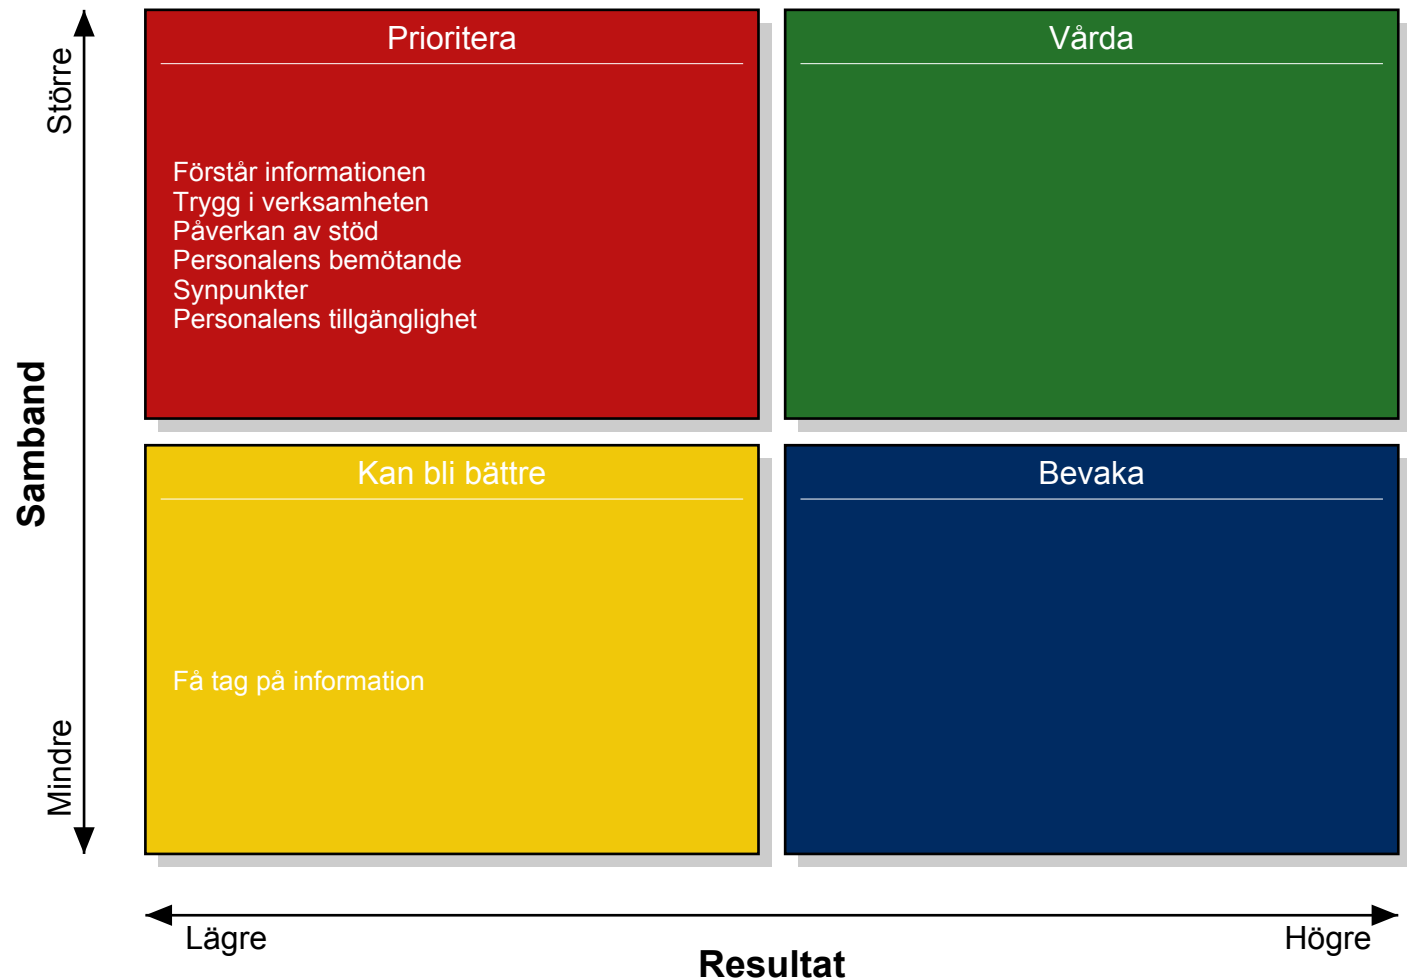 Större
Samband
Mindre
Prioritera
Förstår informationen
Trygg i verksamheten
Påverkan av stöd
Personalens bemötande
Synpunkter
Personalens tillgänglighet
Vårda
Kan bli bättre
Få tag på information
Bevaka
Lägre
Resultat
Högre